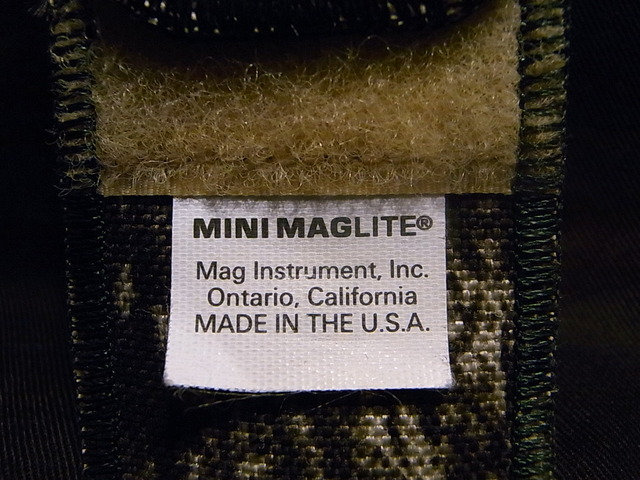 MINI MAGLITE®
Mag Instrument, Inc.
Ontario, California
MADE IN THE U.S.A.